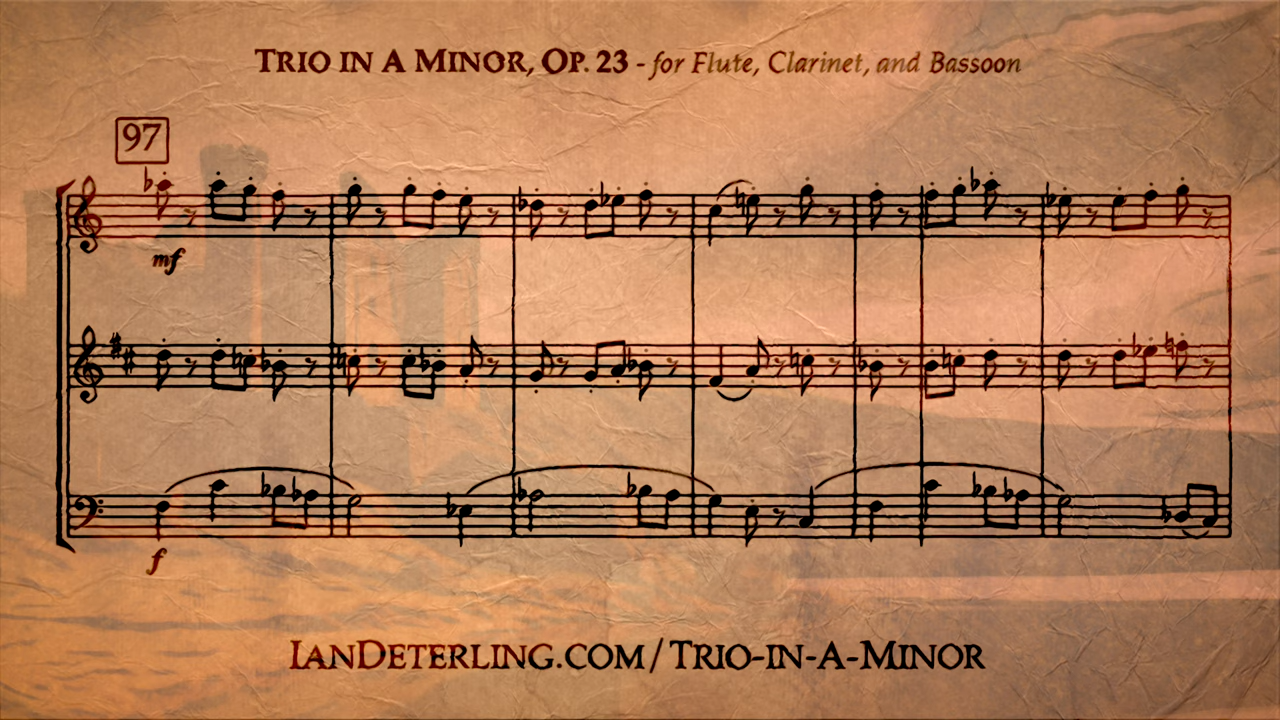 TRIO IN A MINOR, OP. 23 - for Flute, Clarinet, and Bassoon
97
mf
f
IANDETERLING.COM/TRIO-IN-A-MINOR